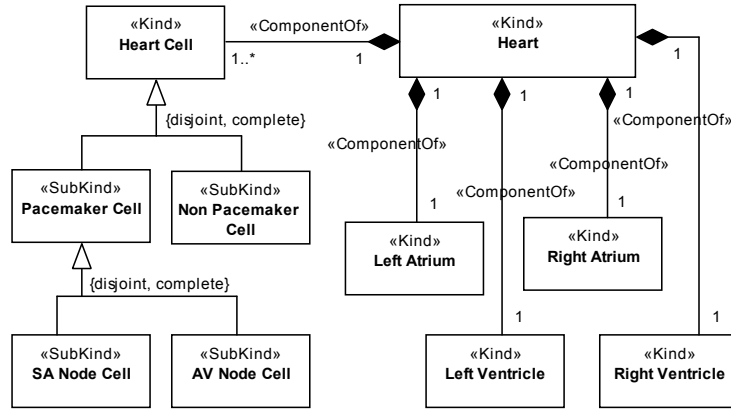 «Kind»
Heart Cell
«ComponentOf»
1..*
1
«Kind»
Heart
1
1
1
1
1
{disjoint, complete}
«ComponentOf»
«ComponentOf»
«ComponentOf»
«ComponentOf»
«SubKind»
Pacemaker Cell
«SubKind»
Non Pacemaker
Cell
1
1
«Kind»
Left Atrium
«Kind»
Right Atrium
{disjoint, complete}
1
1
«SubKind»
SA Node Cell
«SubKind»
AV Node Cell
«Kind»
Left Ventricle
«Kind»
Right Ventricle